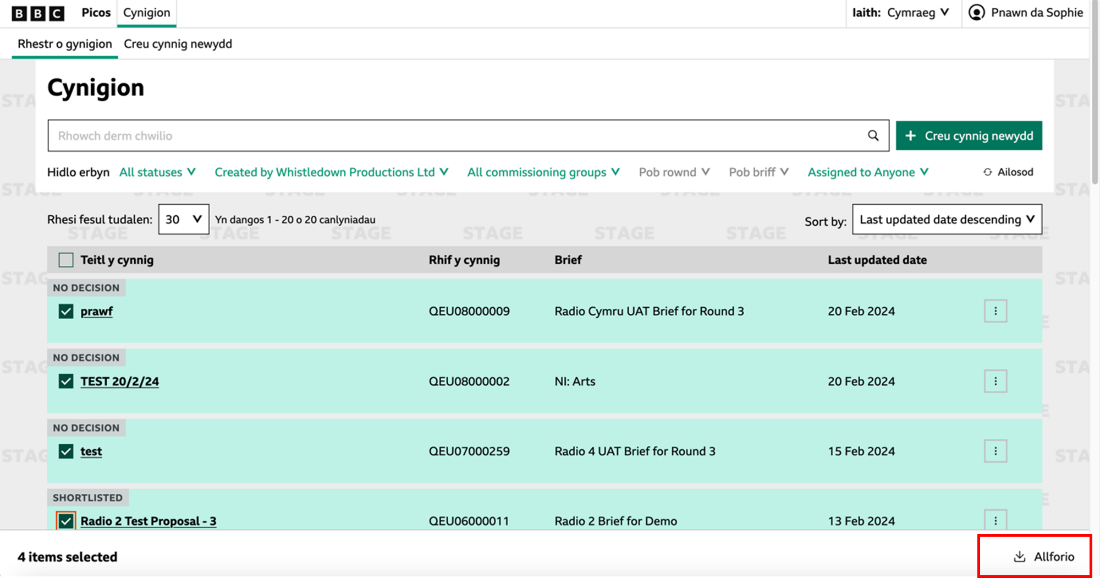 BBC Picos Cynigion Iaith: Cymraeg Pnawn da Sophie
Rhestr o gynigion Creu cynnig newydd
Cynigion
Rhowch derm chwilio + Creu cynnig newydd
Hidlo erbyn All statuses Created by Whistledown Productions Ltd All commissioning groups Pob rownd Pob briff Assigned to Anyone Ailosod
Rhesi fesul tudalen: 30 Yn dangos 1 - 20 o 20 canlyniadau Sort by: Last updated date descending
STAGE STAGE STAGE STAGE STAGE STAGE
Teitl y cynnig Rhif y cynnig Brief Last updated date
NO DECISION
prawf QEU08000009 Radio Cymru UAT Brief for Round 3 20 Feb 2024
NO DECISION
TEST 20/2/24 QEU08000002 NI: Arts 20 Feb 2024
NO DECISION
test QEU07000259 Radio 4 UAT Brief for Round 3 15 Feb 2024
SHORTLISTED
Radio 2 Test Proposal - 3 QEU06000011 Radio 2 Brief for Demo 13 Feb 2024
4 items selected Allforio